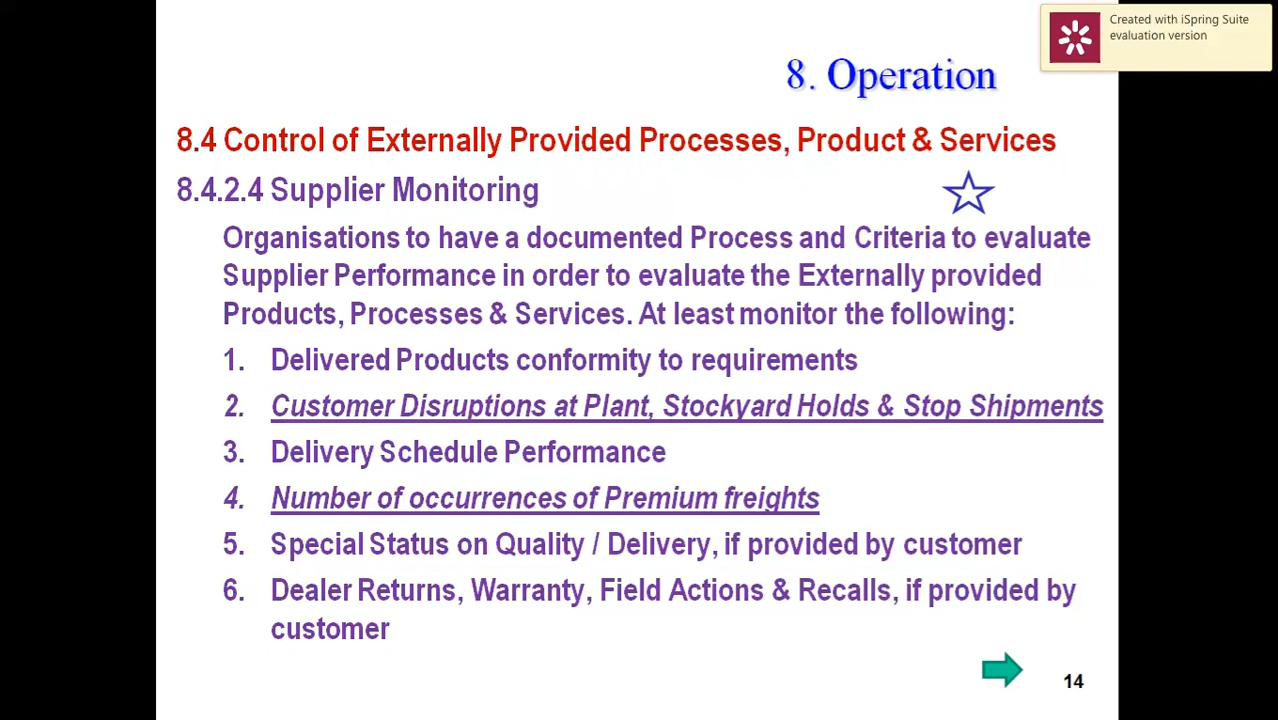 Created with iSpring Suite
evaluation version
8. Operation
8.4 Control of Externally Provided Processes, Product & Services
8.4.2.4 Supplier Monitoring
Organisations to have a documented Process and Criteria to evaluate
Supplier Performance in order to evaluate the Externally provided
Products, Processes & Services. At least monitor the following:
1. Delivered Products conformity to requirements
2. Customer Disruptions at Plant, Stockyard Holds & Stop Shipments
3. Delivery Schedule Performance
4. Number of occurrences of Premium freights
5. Special Status on Quality / Delivery, if provided by customer
6. Dealer Returns, Warranty, Field Actions & Recalls, if provided by
customer
14